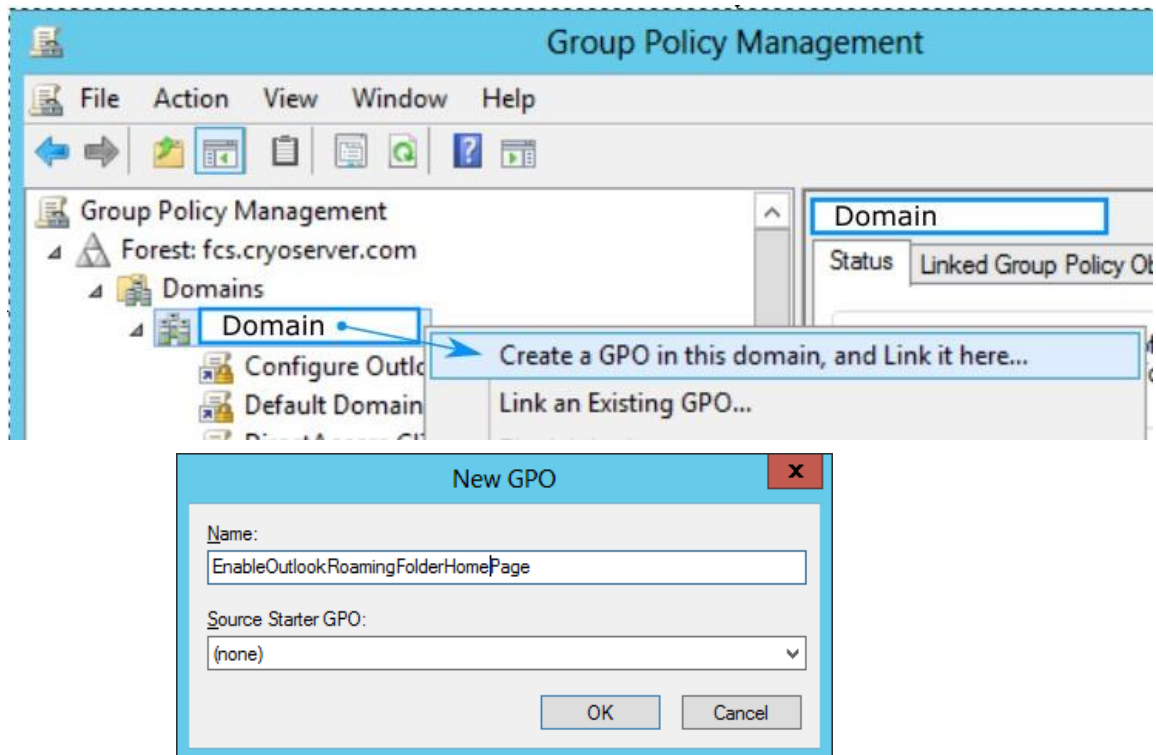 Group Policy Management
File Action View Window Help
Group Policy Management
Forest: fcs.cryoserver.com
Domains
Domain
Configure
Default Domain
Domain
Status Linked Group Policy
Create a GPO in this domain, and Link it here...
Link an Existing GPO...
New GPO
x
Name:
EnableOutlookRoamingFolderHomePage
Source Starter GPO:
(none)
OK Cancel